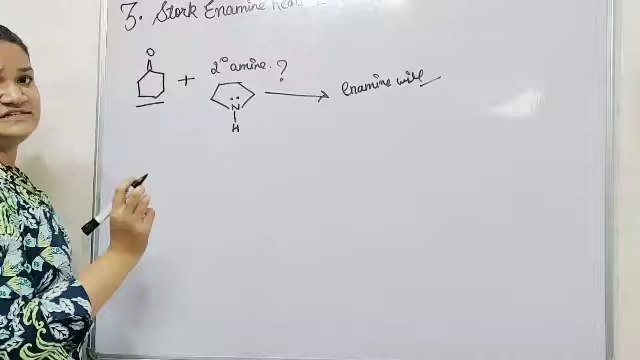 3. Stork Enamine
O
+ 2° amine. ? enamine will
N
H